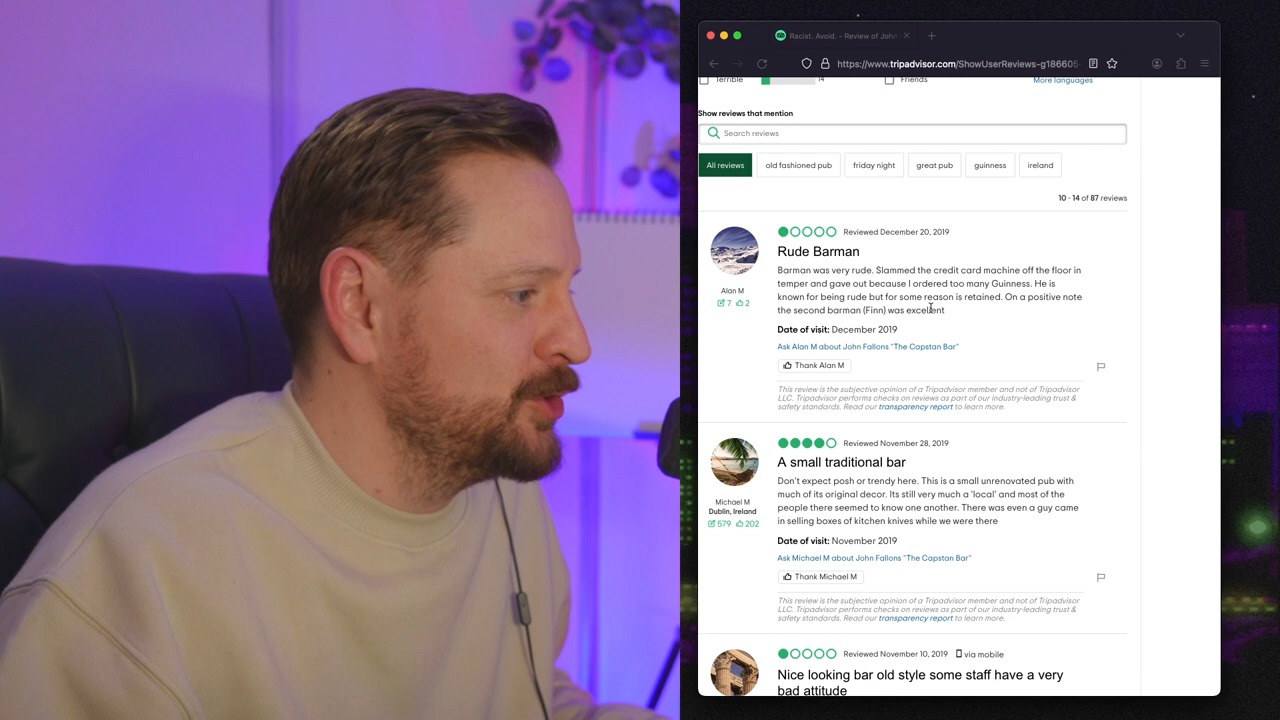 Racist. Avoid. - Review of John
https://www.tripadvisor.com/ShowUserReviews-g186605-
Terrible 14 Friends More languages
Show reviews that mention
Search reviews
All reviews old fashioned pub friday night great pub guinness ireland
10 - 14 of 87 reviews
Reviewed December 20, 2019
Rude Barman
Barman was very rude. Slammed the credit card machine off the floor in
temper and gave out because I ordered too many Guinness. He is
known for being rude but for some reason is retained. On a positive note
the second barman (Finn) was excellent
Alan M
7 2
Date of visit: December 2019
Ask Alan M about John Fallons "The Capstan Bar"
Thank Alan M
This review is the subjective opinion of a Tripadvisor member and not of Tripadvisor
LLC. Tripadvisor performs checks on reviews as part of our industry-leading trust &
safety standards. Read our transparency report to learn more.
Reviewed November 28, 2019
A small traditional bar
Don't expect posh or trendy here. This is a small unrenovated pub with
much of its original decor. Its still very much a 'local' and most of the
people there seemed to know one another. There was even a guy came
in selling boxes of kitchen knives while we were there
Michael M
Dublin, Ireland
579 202
Date of visit: November 2019
Ask Michael M about John Fallons "The Capstan Bar"
Thank Michael M
This review is the subjective opinion of a Tripadvisor member and not of Tripadvisor
LLC. Tripadvisor performs checks on reviews as part of our industry-leading trust &
safety standards. Read our transparency report to learn more.
Reviewed November 10, 2019 via mobile
Nice looking bar old style some staff have a very
bad attitude